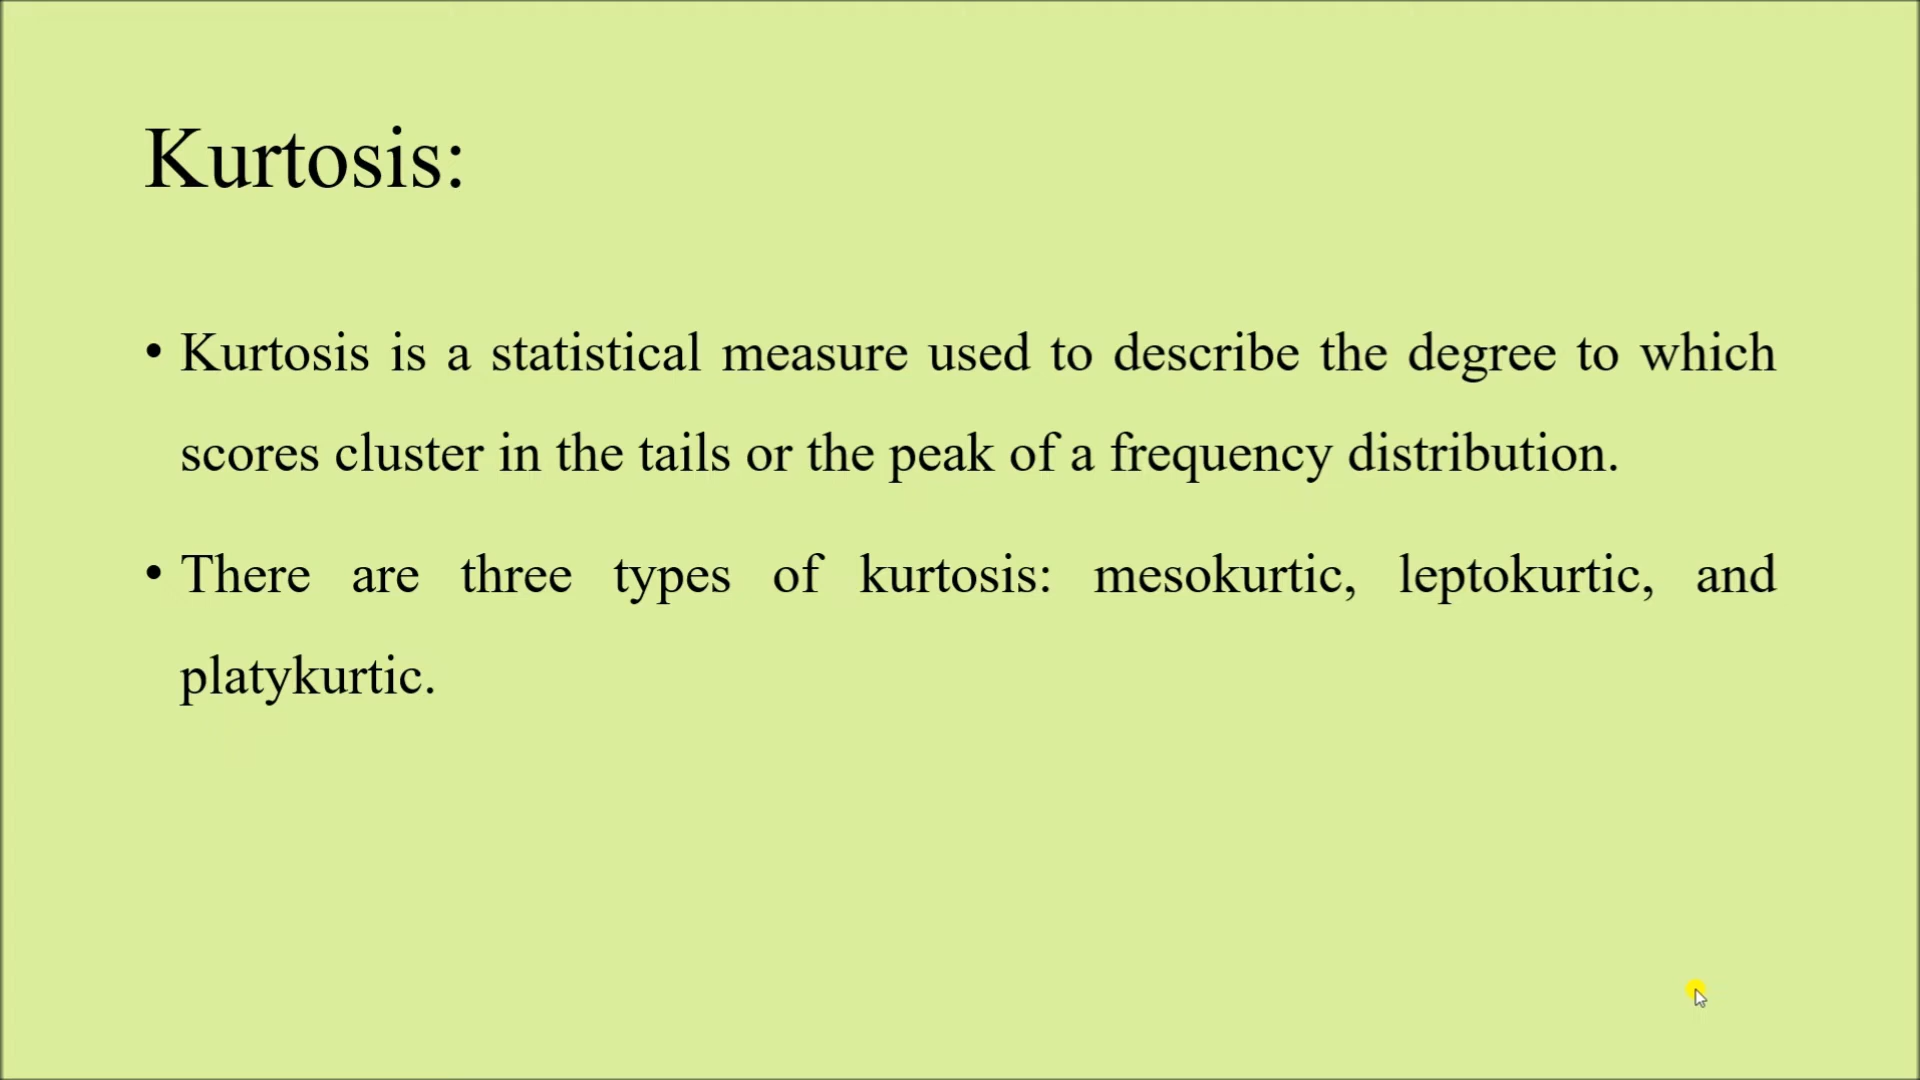 Kurtosis:
• Kurtosis is a statistical measure used to describe the degree to which
scores cluster in the tails or the peak of a frequency distribution.
• There are three types of kurtosis: mesokurtic, leptokurtic, and
platykurtic.